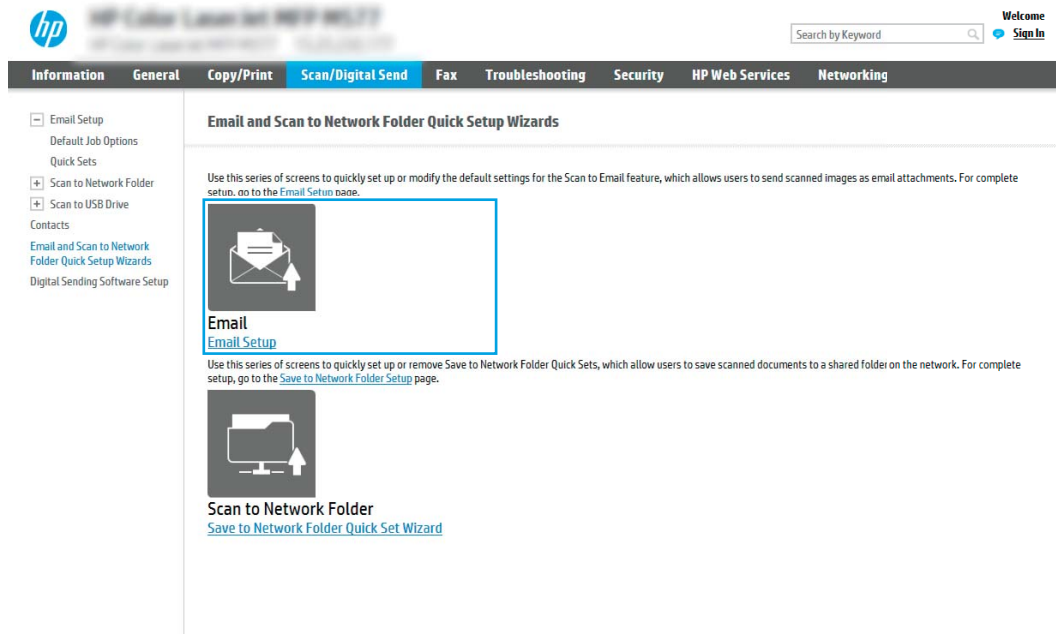 hp
Welcome
Search by Keyword
Sign In
Information General Copy/Print Scan/Digital Send Fax Troubleshooting Security HP Web Services Networking
Email Setup
Default Job Options
Quick Sets
Scan to Network Folder
Scan to USB Drive
Contacts
Email and Scan to Network
Folder Quick Setup Wizards
Digital Sending Software Setup
Email and Scan to Network Folder Quick Setup Wizards
Use this series of screens to quickly set up or modify the default settings for the Scan to Email feature, which allows users to send scanned images as email attachments. For complete
setup, go to the Email Setup page.
Email
Email Setup
Use this series of screens to quickly set up or remove Save to Network Folder Quick Sets, which allow users to save scanned documents to a shared folder on the network. For complete
setup, go to the Save to Network Folder Setup page.
Scan to Network Folder
Save to Network Folder Quick Set Wizard